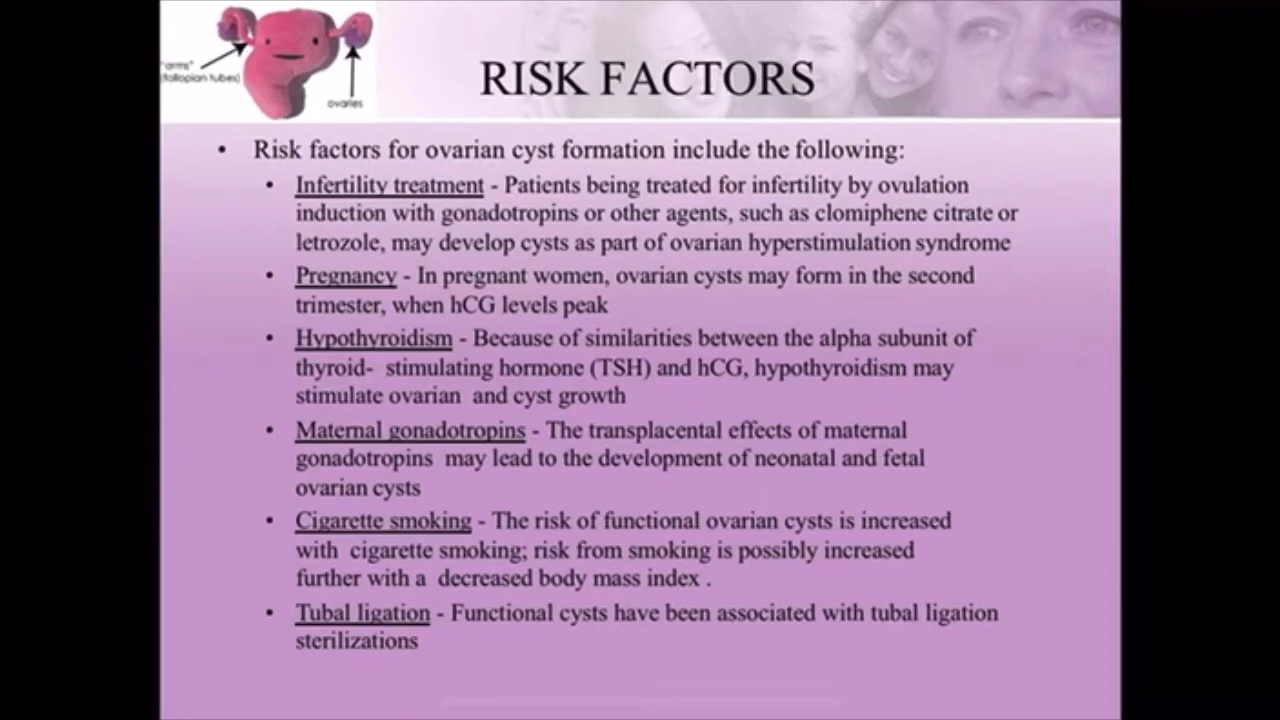 "arms"
(fallopian tubes)
ovaries
RISK FACTORS
• Risk factors for ovarian cyst formation include the following:
• Infertility treatment - Patients being treated for infertility by ovulation
induction with gonadotropins or other agents, such as clomiphene citrate or
letrozole, may develop cysts as part of ovarian hyperstimulation syndrome
• Pregnancy - In pregnant women, ovarian cysts may form in the second
trimester, when hCG levels peak
• Hypothyroidism - Because of similarities between the alpha subunit of
thyroid- stimulating hormone (TSH) and hCG, hypothyroidism may
stimulate ovarian and cyst growth
• Maternal gonadotropins - The transplacental effects of maternal
gonadotropins may lead to the development of neonatal and fetal
ovarian cysts
• Cigarette smoking - The risk of functional ovarian cysts is increased
with cigarette smoking; risk from smoking is possibly increased
further with a decreased body mass index .
• Tubal ligation - Functional cysts have been associated with tubal ligation
sterilizations